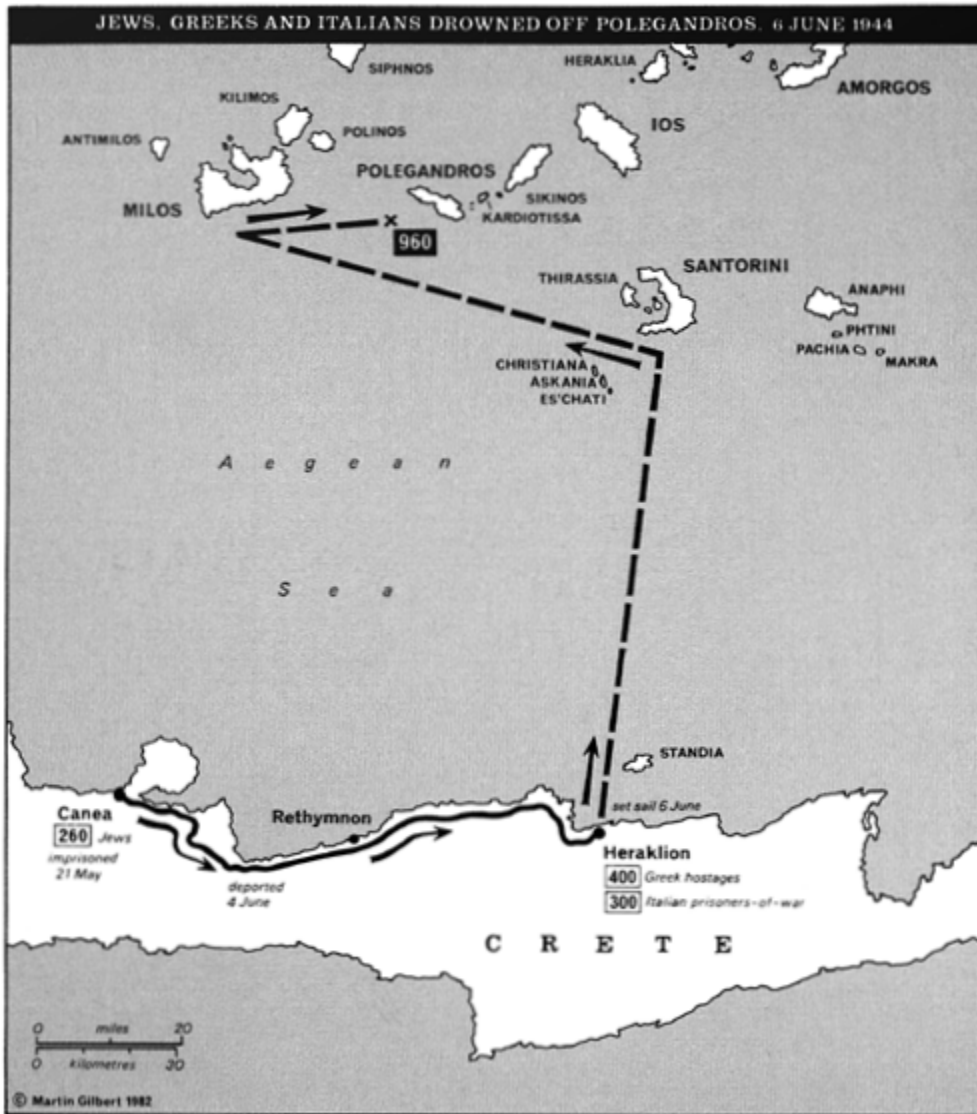 JEWS, GREEKS AND ITALIANS DROWNED OFF POLEGANDROS. 6 JUNE 1944
SIPHNOS
HERAKLIA
AMORGOS
KILIMOS
ANTIMILOS
POLINOS
IOS
POLEGANDROS
MILOS
SIKINOS
KARDIOTISSA
960
THIRASSIA
SANTORINI
ANAPHI
PHTINI
PACHIA
MAKRA
CHRISTIANA
ASKANIA
ES'CHATI
Aegean
Sea
STANDIA
set sail 6 June
Canea
260 Jews
imprisoned
21 May
Rethymnon
deported
4 June
Heraklion
400 Greek hostages
300 Italian prisoners-of-war
CRETE
0 miles 20
0 kilometres 30
© Martin Gilbert 1982